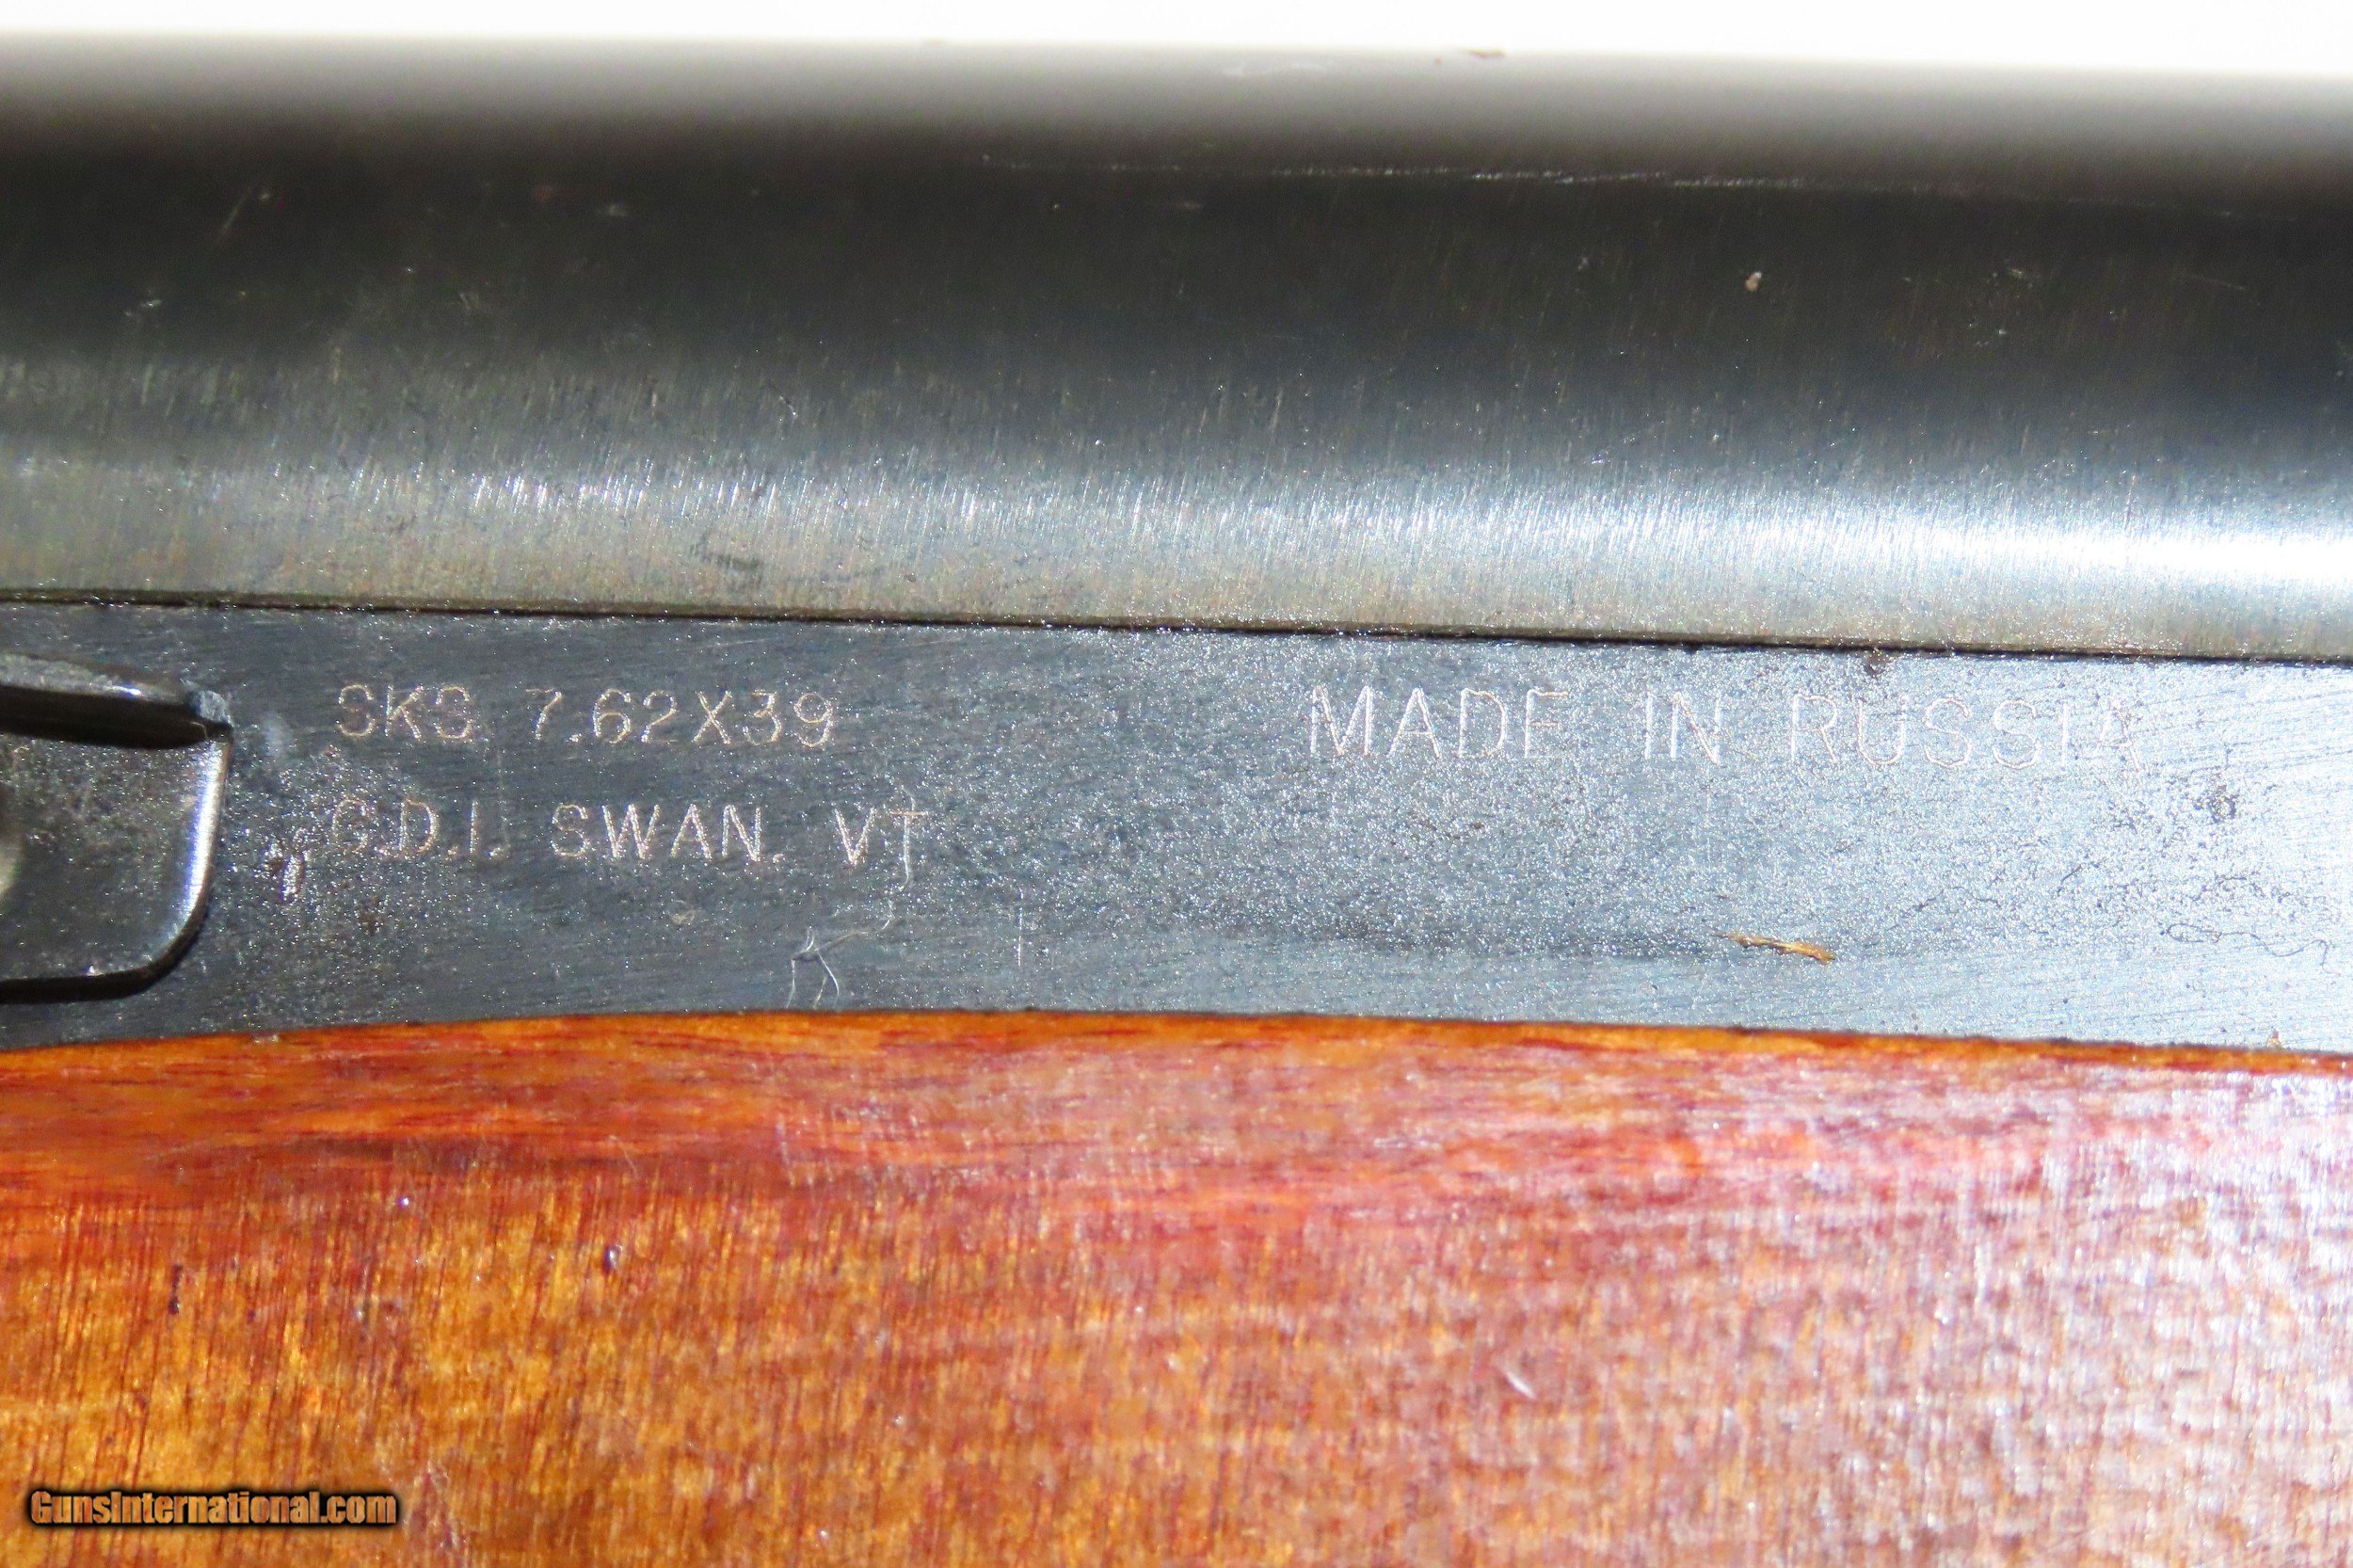 SKS 7.62X39
MADE IN RUSSIA
C.D.I. SWAN. VT
GunsInternational.com